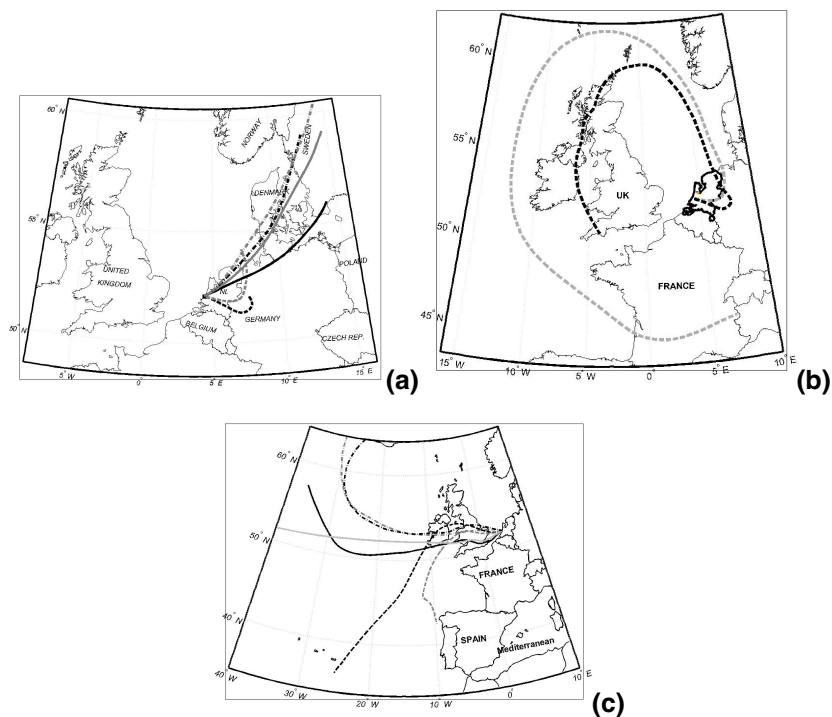 60° N
55° N
50° N
5° W
0°
5° E
10° E
15° E
NORWAY
SWEDEN
DENMARK
UNITED
KINGDOM
NL
BELGIUM
GERMANY
POLAND
CZECH REP.
(a)
60° N
55° N
50° N
45° N
15° W
10° W
5° W
0°
5° E
10° E
UK
FRANCE
(b)
60° N
50° N
40° N
40° W
30° W
20° W
10° W
0°
10° E
FRANCE
SPAIN
Mediterranean
(c)